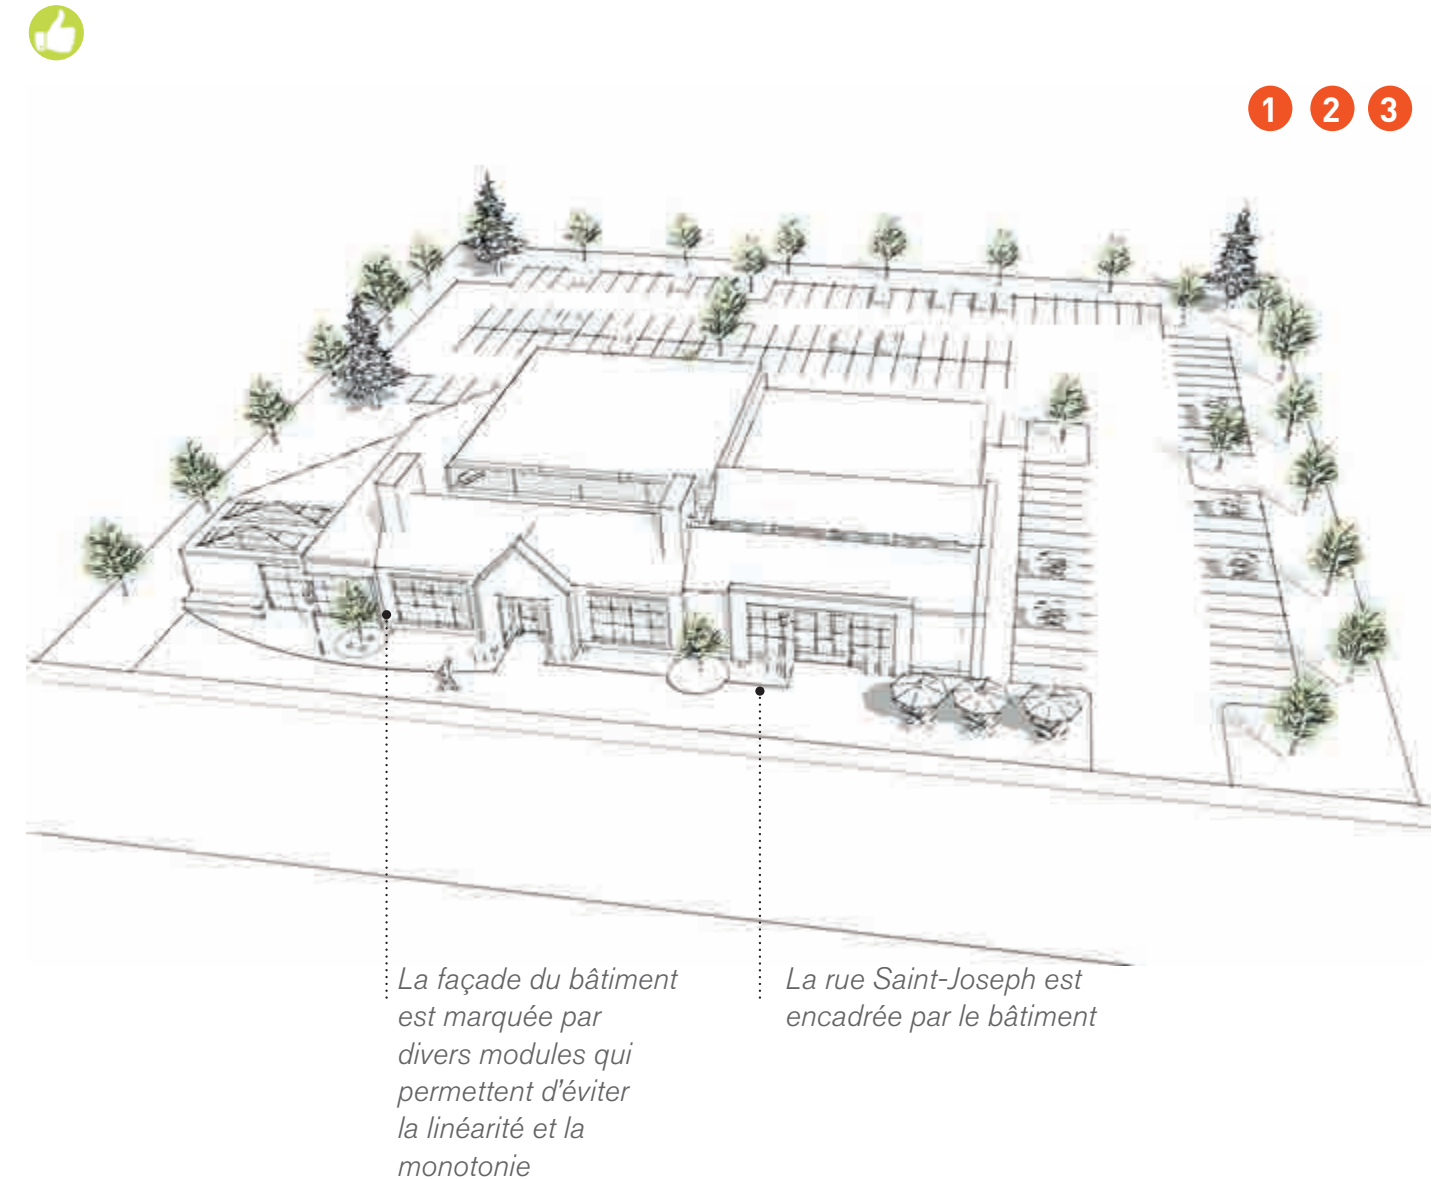 1 2 3
La façade du bâtiment
est marquée par
divers modules qui
permettent d'éviter
la linéarité et la
monotonie
La rue Saint-Joseph est
encadrée par le bâtiment